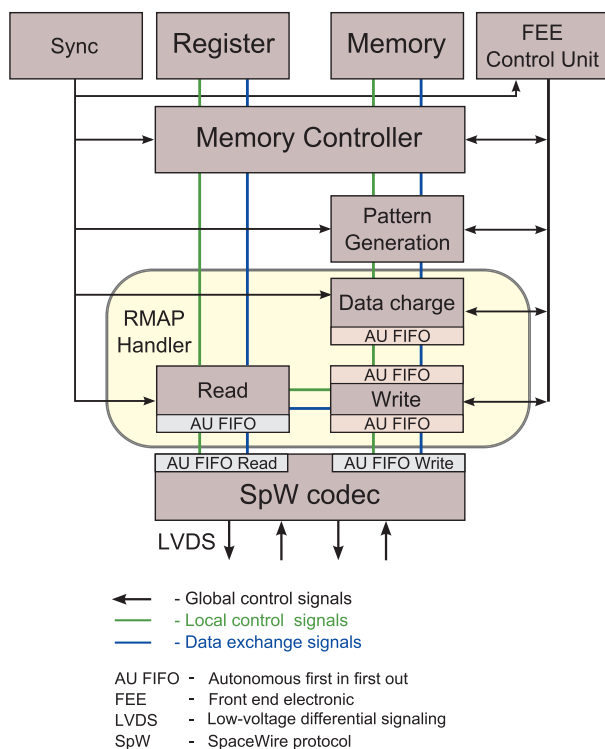 Sync
Register
Memory
FEE
Control Unit
Memory Controller
Pattern
Generation
RMAP
Handler
Data charge
AU FIFO
AU FIFO
Read
Write
AU FIFO
AU FIFO
AU FIFO Read
AU FIFO Write
SpW codec
LVDS
- Global control signals
- Local control signals
- Data exchange signals
AU FIFO - Autonomous first in first out
FEE - Front end electronic
LVDS - Low-voltage differential signaling
SpW - SpaceWire protocol